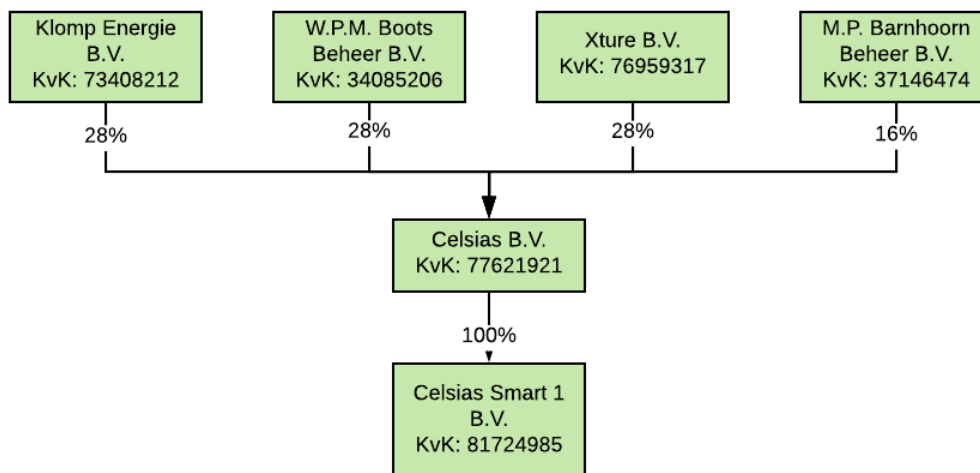 Klomp Energie
B.V.
KvK: 73408212
W.P.M. Boots
Beheer B.V.
KvK: 34085206
Xture B.V.
KvK: 76959317
M.P. Barnhoorn
Beheer B.V.
KvK: 37146474
28%
28%
28%
16%
Celsias B.V.
KvK: 77621921
100%
Celsias Smart 1
B.V.
KvK: 81724985